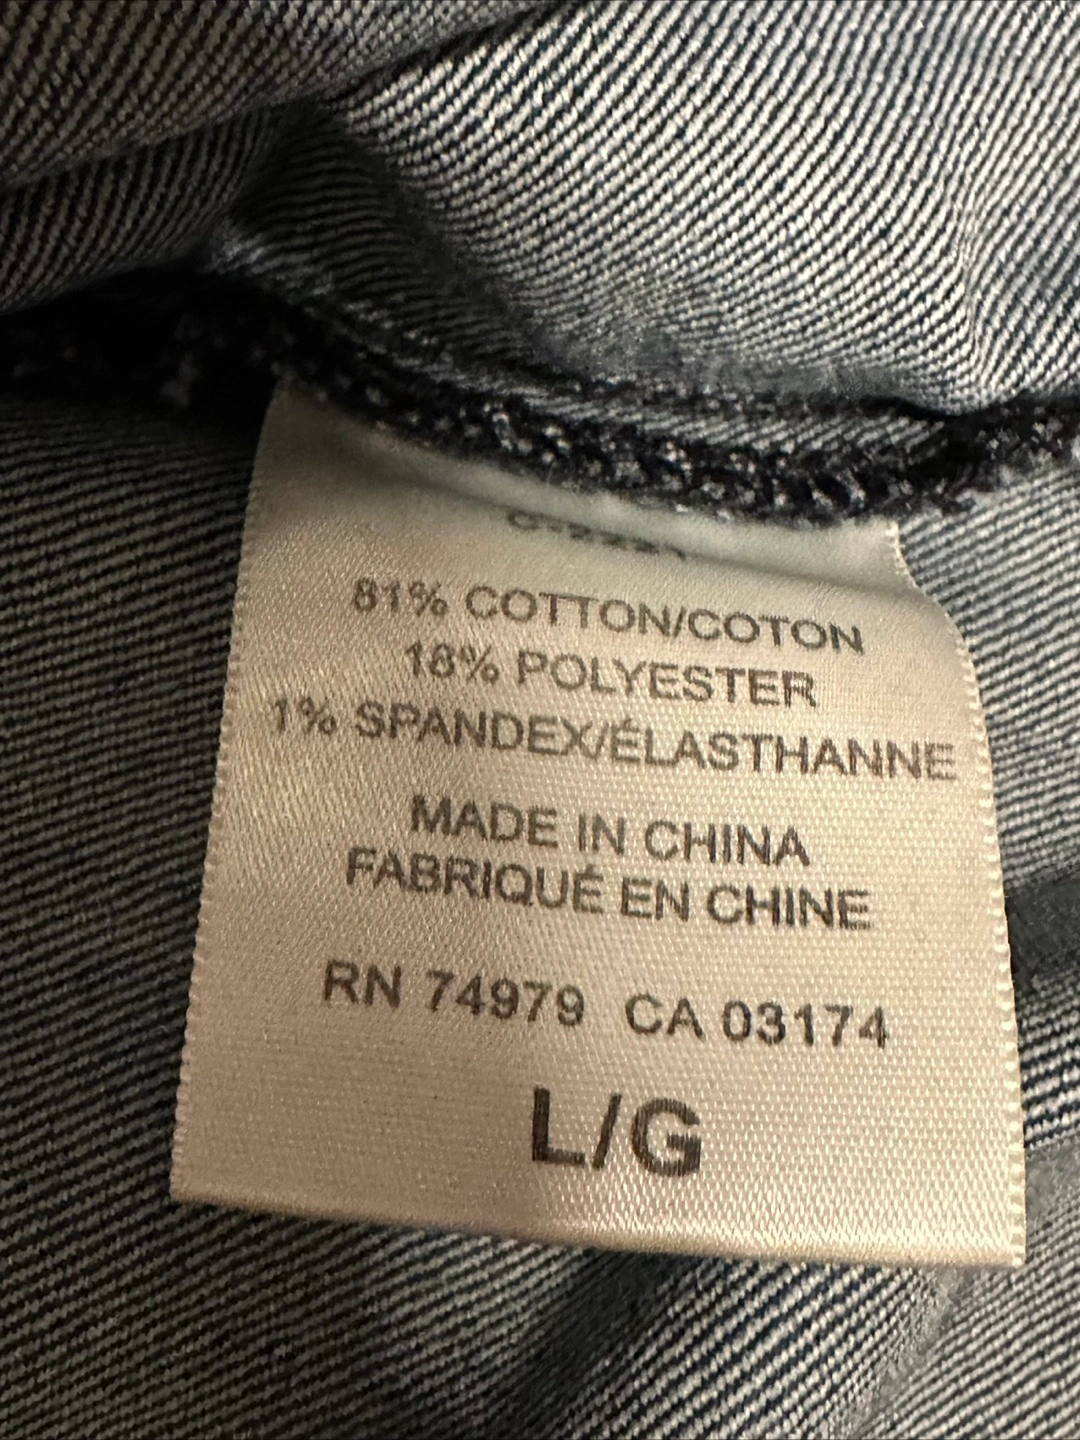 81% COTTON/COTON
18% POLYESTER
1% SPANDEX/ÉLASTHANNE
MADE IN CHINA
FABRIQUÉ EN CHINE
RN 74979 CA 03174
L/G